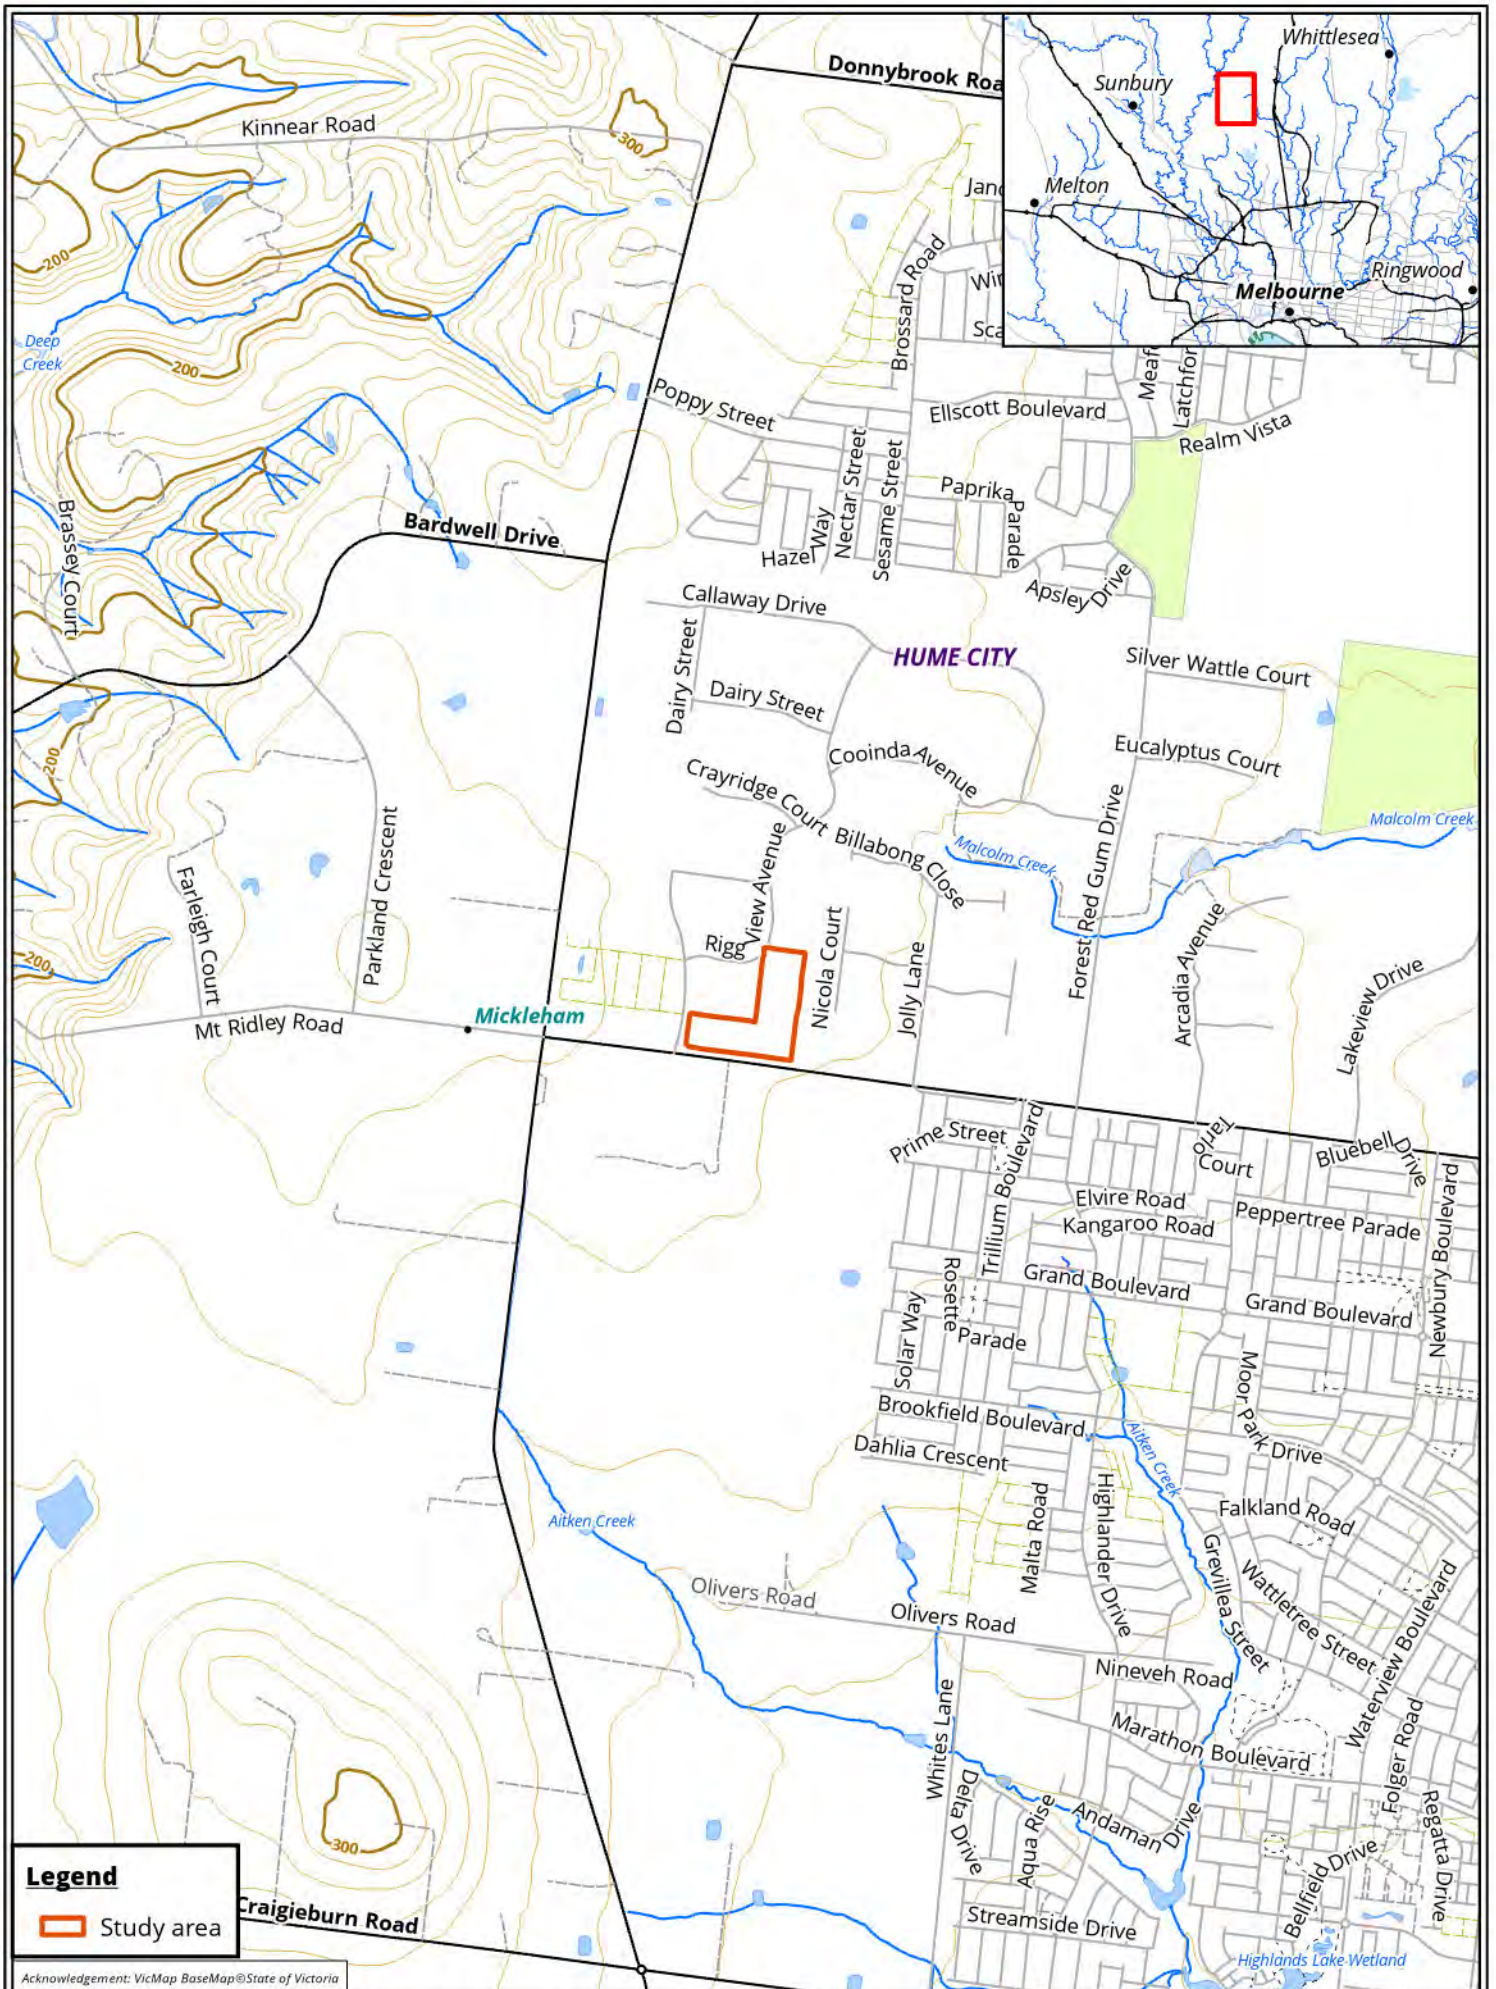 Donnybrook Roa
Whittlesea
Sunbury
Melton
Ringwood
Melbourne
Kinnear Road
300
Janc
200
Brossard Road
Win
Sca
Deep
Creek
200
Meaf
Latchfor
Poppy Street
Ellscott Boulevard
Realm Vista
Nectar Street
Sesame Street
Paprika
Parade
Brassey Court
Bardwell Drive
Hazel Way
Apsley Drive
Callaway Drive
HUME CITY
Dairy Street
Silver Wattle Court
Dairy Street
200
Cooinda Avenue
Eucalyptus Court
Crayridge Court
Billabong Close
Malcolm Creek
Malcolm Creek
Forest Red Gum Drive
Parkland Crescent
Farleigh Court
View Avenue
Rigg
Nicola Court
Jolly Lane
Arcadia Avenue
Lakeview Drive
200
Mickleham
Mt Ridley Road
Prime Street
Trillium Boulevard
Tarlo
Court
Bluebell Drive
Elvire Road
Kangaroo Road
Peppertree Parade
Newbury Boulevard
Grand Boulevard
Grand Boulevard
Rosette
Parade
Solar Way
Moor Park Drive
Brookfield Boulevard
Dahlia Crescent
Aitken Creek
Malta Road
Highlander Drive
Falkland Road
Aitken Creek
Grevillea Street
Wattletree Street
Waterview Boulevard
Olivers Road
Olivers Road
Nineveh Road
Whites Lane
Marathon Boulevard
Folger Road
Delta Drive
Aqua Rise
Andaman Drive
Regatta Drive
Bellfield Drive
300
Legend
Study area
Craigieburn Road
Streamside Drive
Highlands Lake Wetland
Acknowledgement: VicMap BaseMap©State of Victoria